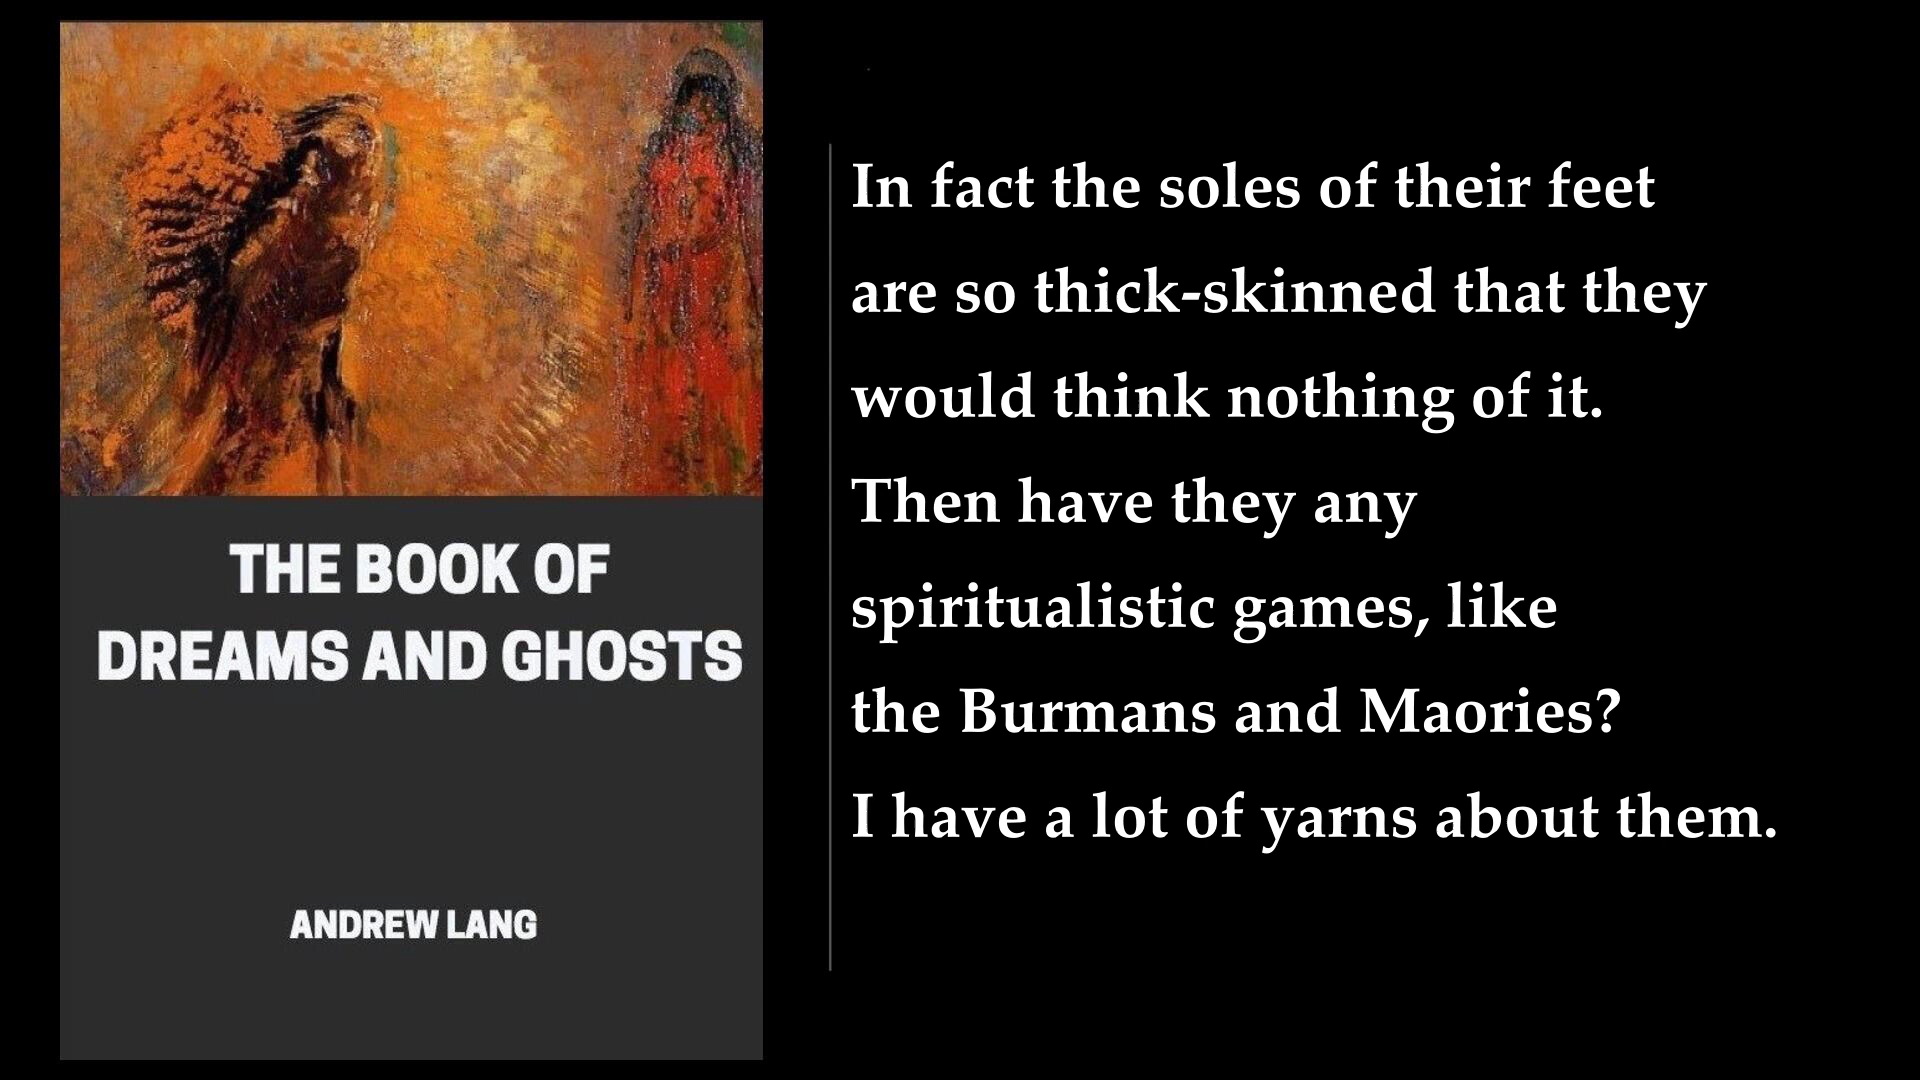 THE BOOK OF
DREAMS AND GHOSTS
ANDREW LANG
In fact the soles of their feet
are so thick-skinned that they
would think nothing of it.
Then have they any
spiritualistic games, like
the Burmans and Maories?
I have a lot of yarns about them.